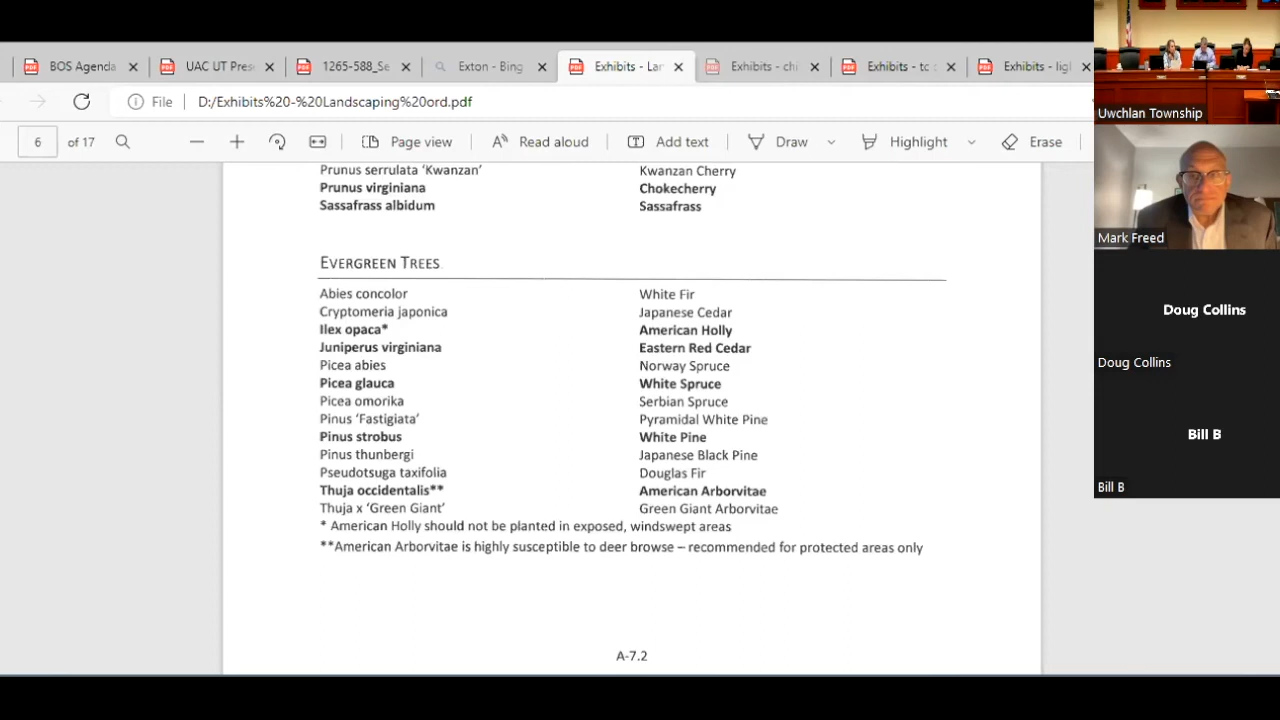 BOS Agenda
UAC UT Pres
1265-588_Se
Exton - Bing
Exhibits - Lan
Exhibits - chi
Exhibits - to
Exhibits - ligh
File D:/Exhibits%20-%20Landscaping%20ord.pdf
6 of 17
Page view
Read aloud
Add text
Draw
Highlight
Erase
Prunus serrulata ‘Kwanzan’ Kwanzan Cherry
Prunus virginiana Chokecherry
Sassafrass albidum Sassafrass
EVERGREEN TREES
Abies concolor White Fir
Cryptomeria japonica Japanese Cedar
Ilex opaca* American Holly
Juniperus virginiana Eastern Red Cedar
Picea abies Norway Spruce
Picea glauca White Spruce
Picea omorika Serbian Spruce
Pinus ‘Fastigiata’ Pyramidal White Pine
Pinus strobus White Pine
Pinus thunbergi Japanese Black Pine
Pseudotsuga taxifolia Douglas Fir
Thuja occidentalis** American Arborvitae
Thuja x ‘Green Giant’ Green Giant Arborvitae
* American Holly should not be planted in exposed, windswept areas
**American Arborvitae is highly susceptible to deer browse – recommended for protected areas only
A-7.2
Uwchlan Township
Mark Freed
Doug Collins
Doug Collins
Bill B
Bill B